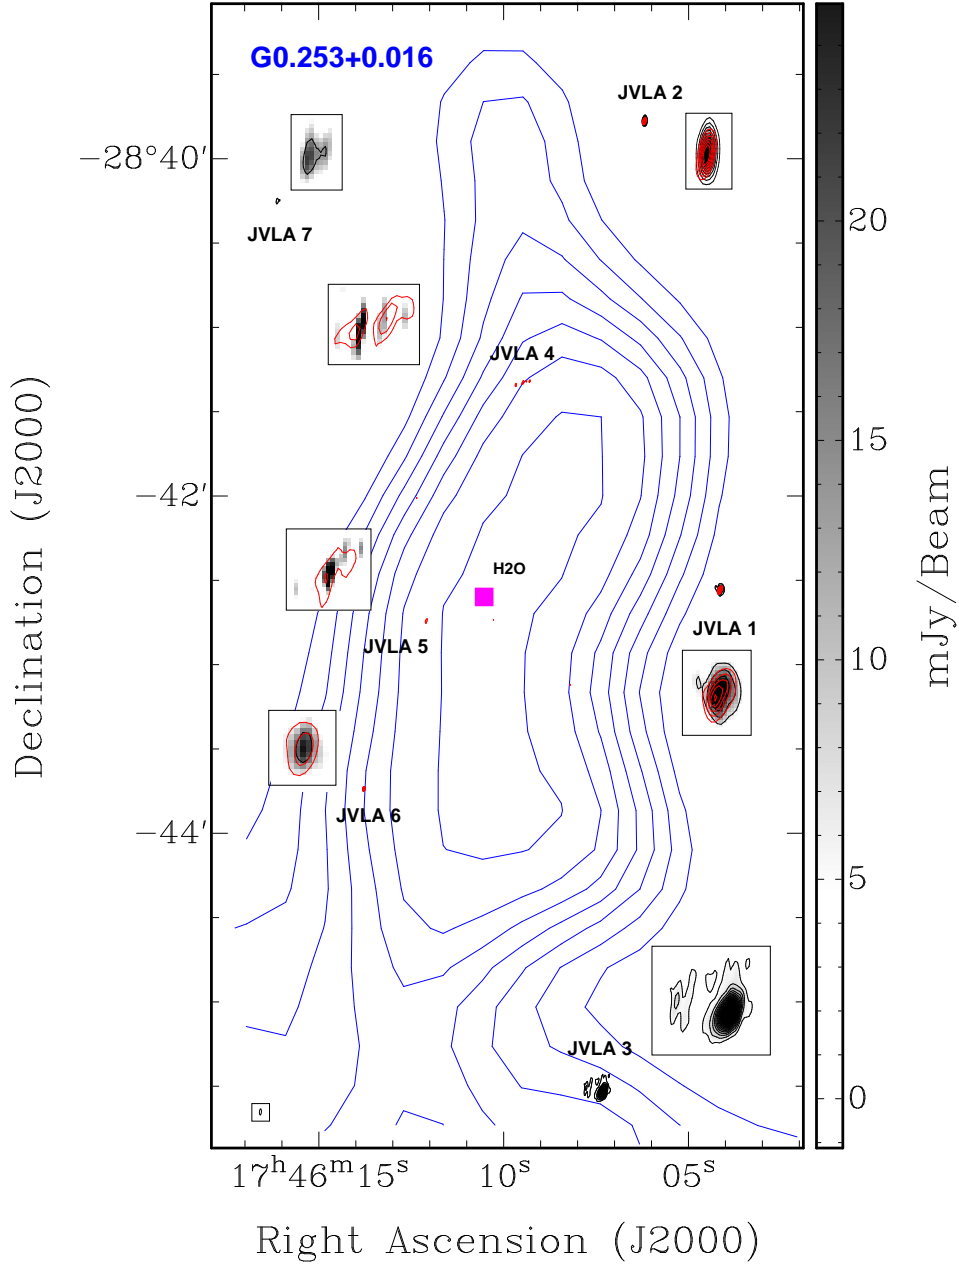 G0.253+0.016
JVLA 2
−28°40′
20
JVLA 7
JVLA 4
15
−42′
H2O
JVLA 1
JVLA 5
10
JVLA 6
−44′
5
JVLA 3
0
17ʰ46ᵐ15ˢ 10ˢ 05ˢ
Right Ascension (J2000)
Declination (J2000)
mJy/Beam